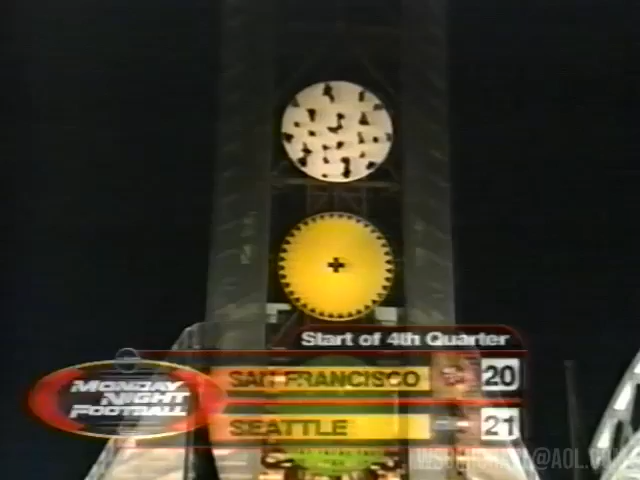 Start of 4th Quarter
MONDAY NIGHT FOOTBALL
SAN FRANCISCO 20
SEATTLE 21